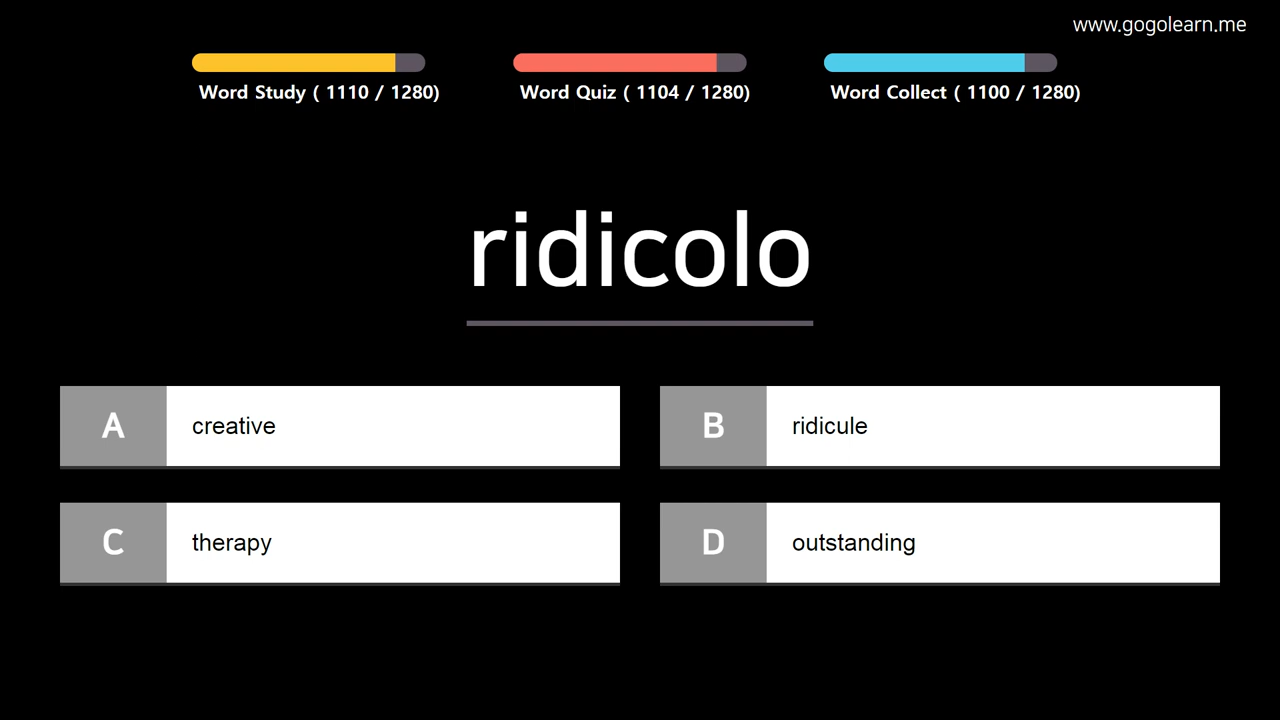 www.gogolearn.me
Word Study ( 1110 / 1280)
Word Quiz ( 1104 / 1280)
Word Collect ( 1100 / 1280)
ridicolo
A creative
B ridicule
C therapy
D outstanding